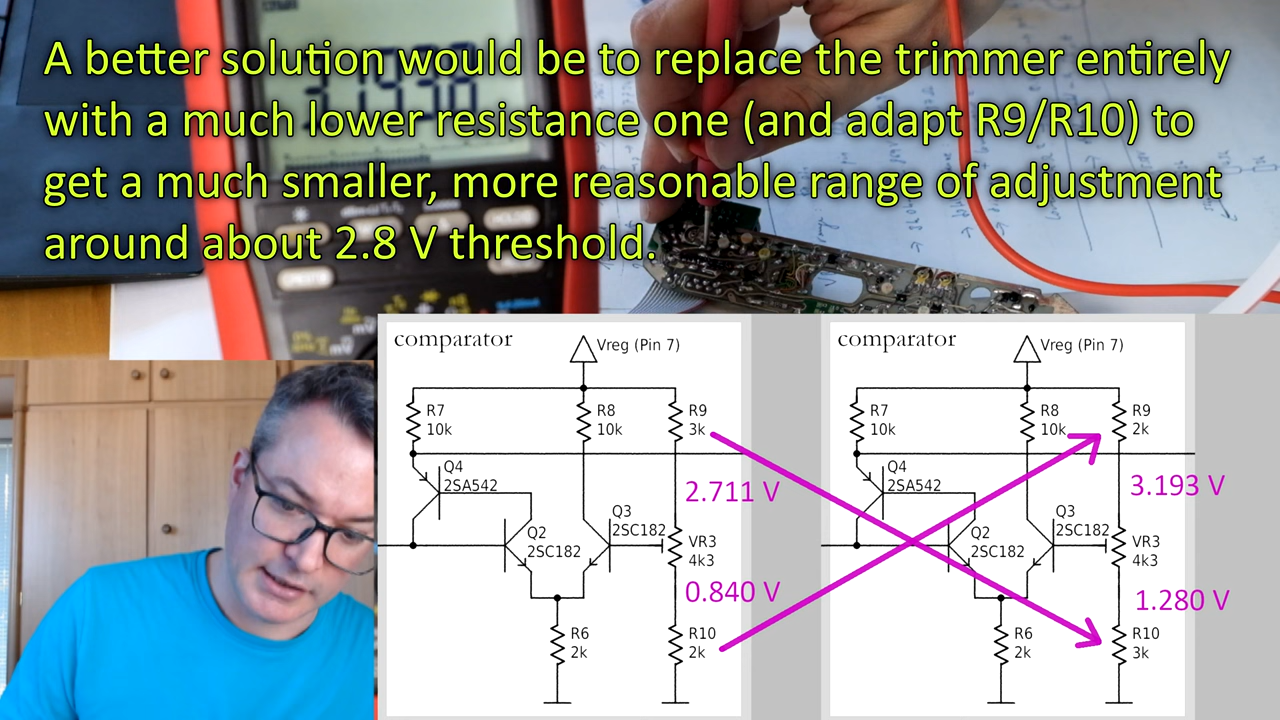 A better solution would be to replace the trimmer entirely
with a much lower resistance one (and adapt R9/R10) to
get a much smaller, more reasonable range of adjustment
around about 2.8 V threshold.
comparator
Vreg (Pin 7)
R7
10k
R8
10k
R9
3k
Q4
2SA542
2.711 V
Q2
2SC182
Q3
2SC182
VR3
4k3
0.840 V
R6
2k
R10
2k
comparator
Vreg (Pin 7)
R7
10k
R8
10k
R9
2k
Q4
2SA542
3.193 V
Q2
2SC182
Q3
2SC182
VR3
4k3
1.280 V
R6
2k
R10
3k